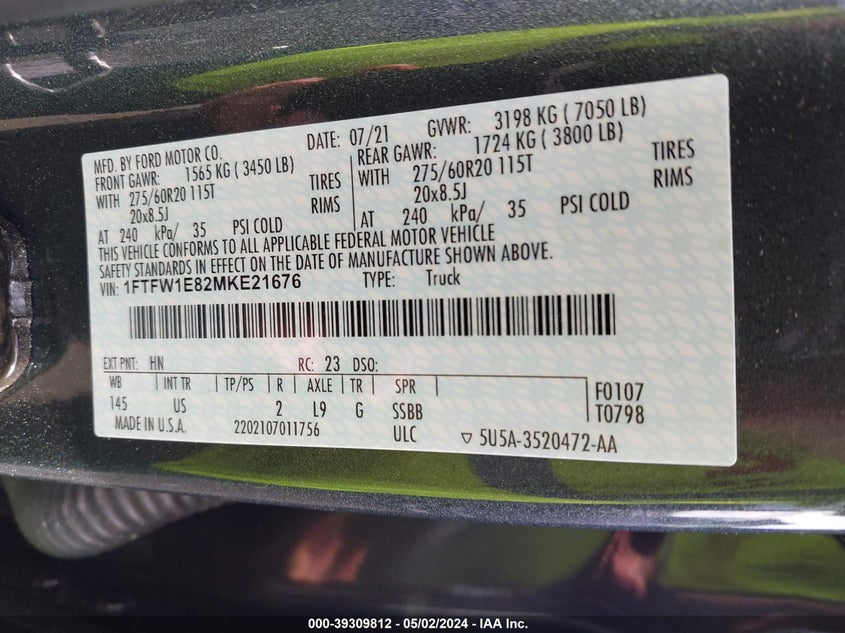 MFD. BY FORD MOTOR CO. DATE: 07/21 GVWR: 3198 KG ( 7050 LB)
FRONT GAWR: 1565 KG ( 3450 LB) REAR GAWR: 1724 KG ( 3800 LB)
WITH 275/60R20 115T TIRES WITH 275/60R20 115T TIRES
20x8.5J RIMS 20x8.5J RIMS
AT 240 kPa/ 35 PSI COLD AT 240 kPa/ 35 PSI COLD
THIS VEHICLE CONFORMS TO ALL APPLICABLE FEDERAL MOTOR VEHICLE
SAFETY STANDARDS IN EFFECT ON THE DATE OF MANUFACTURE SHOWN ABOVE.
VIN: 1FTFW1E82MKE21676 TYPE: Truck
EXT PNT: HN RC: 23 DSO:
WB INT TR TP/PS R AXLE TR SPR
145 US 2 L9 G SSBB F0107
T0798
MADE IN U.S.A. 2202107011756 ULC ▽ 5U5A-3520472-AA
000-39309812 - 05/02/2024 - IAA Inc.